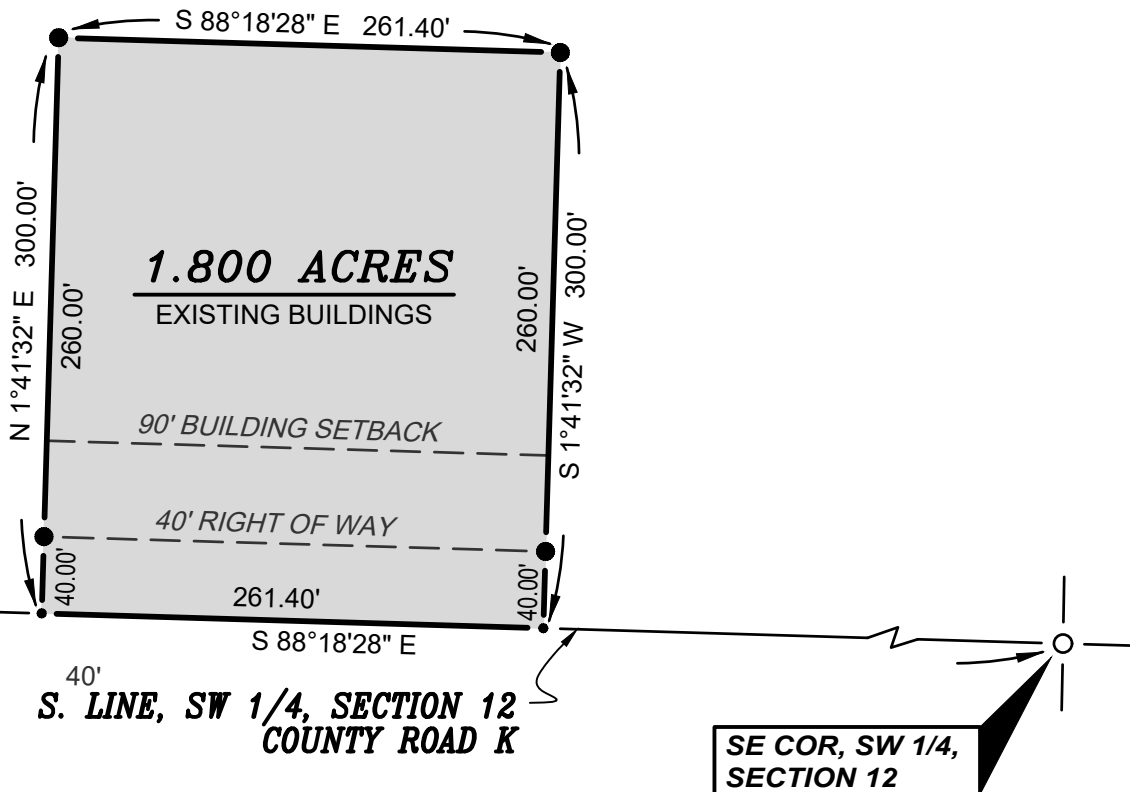 S 88°18'28" E 261.40'
N 1°41'32" E 300.00'
260.00'
1.800 ACRES
EXISTING BUILDINGS
260.00'
S 1°41'32" W 300.00'
90' BUILDING SETBACK
40' RIGHT OF WAY
40.00'
261.40'
40.00'
S 88°18'28" E
40'
S. LINE, SW 1/4, SECTION 12
COUNTY ROAD K
SE COR, SW 1/4,
SECTION 12